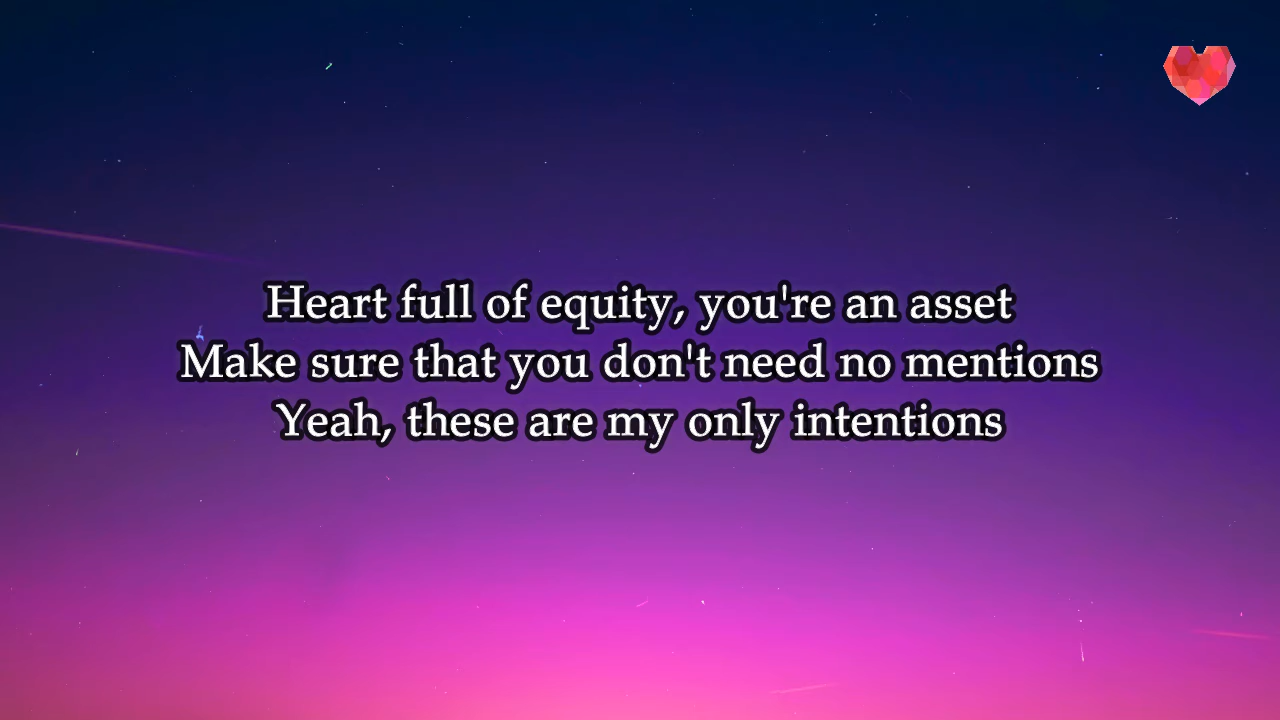 Heart full of equity, you're an asset
Make sure that you don't need no mentions
Yeah, these are my only intentions